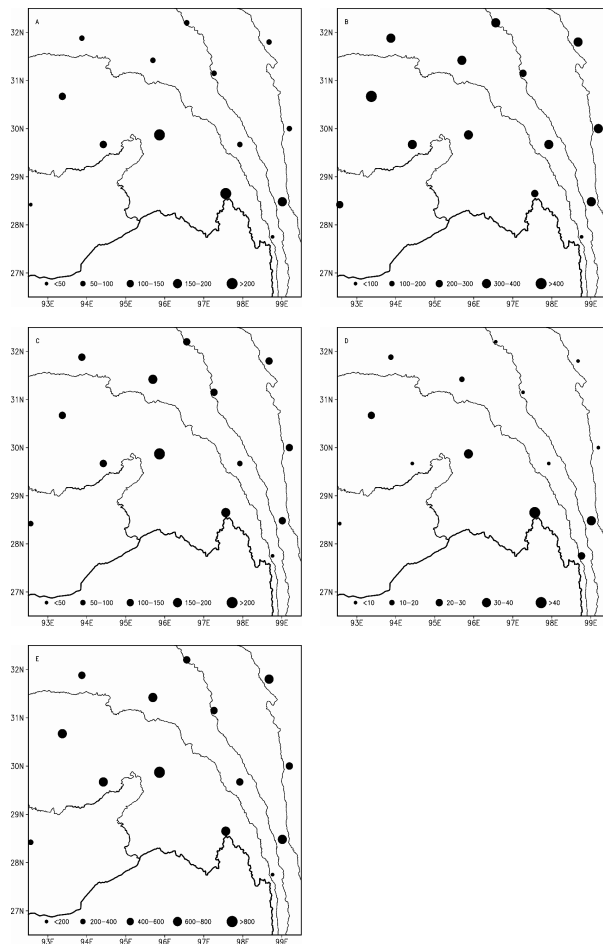 A
B
32N
31N
30N
29N
28N
27N
<50 50–100 100–150 150–200 >200
93E 94E 95E 96E 97E 98E 99E
32N
31N
30N
29N
28N
27N
<100 100–200 200–300 300–400 >400
93E 94E 95E 96E 97E 98E 99E
C
D
32N
31N
30N
29N
28N
27N
<50 50–100 100–150 150–200 >200
93E 94E 95E 96E 97E 98E 99E
32N
31N
30N
29N
28N
27N
<10 10–20 20–30 30–40 >40
93E 94E 95E 96E 97E 98E 99E
E
32N
31N
30N
29N
28N
27N
<200 200–400 400–600 600–800 >800
93E 94E 95E 96E 97E 98E 99E